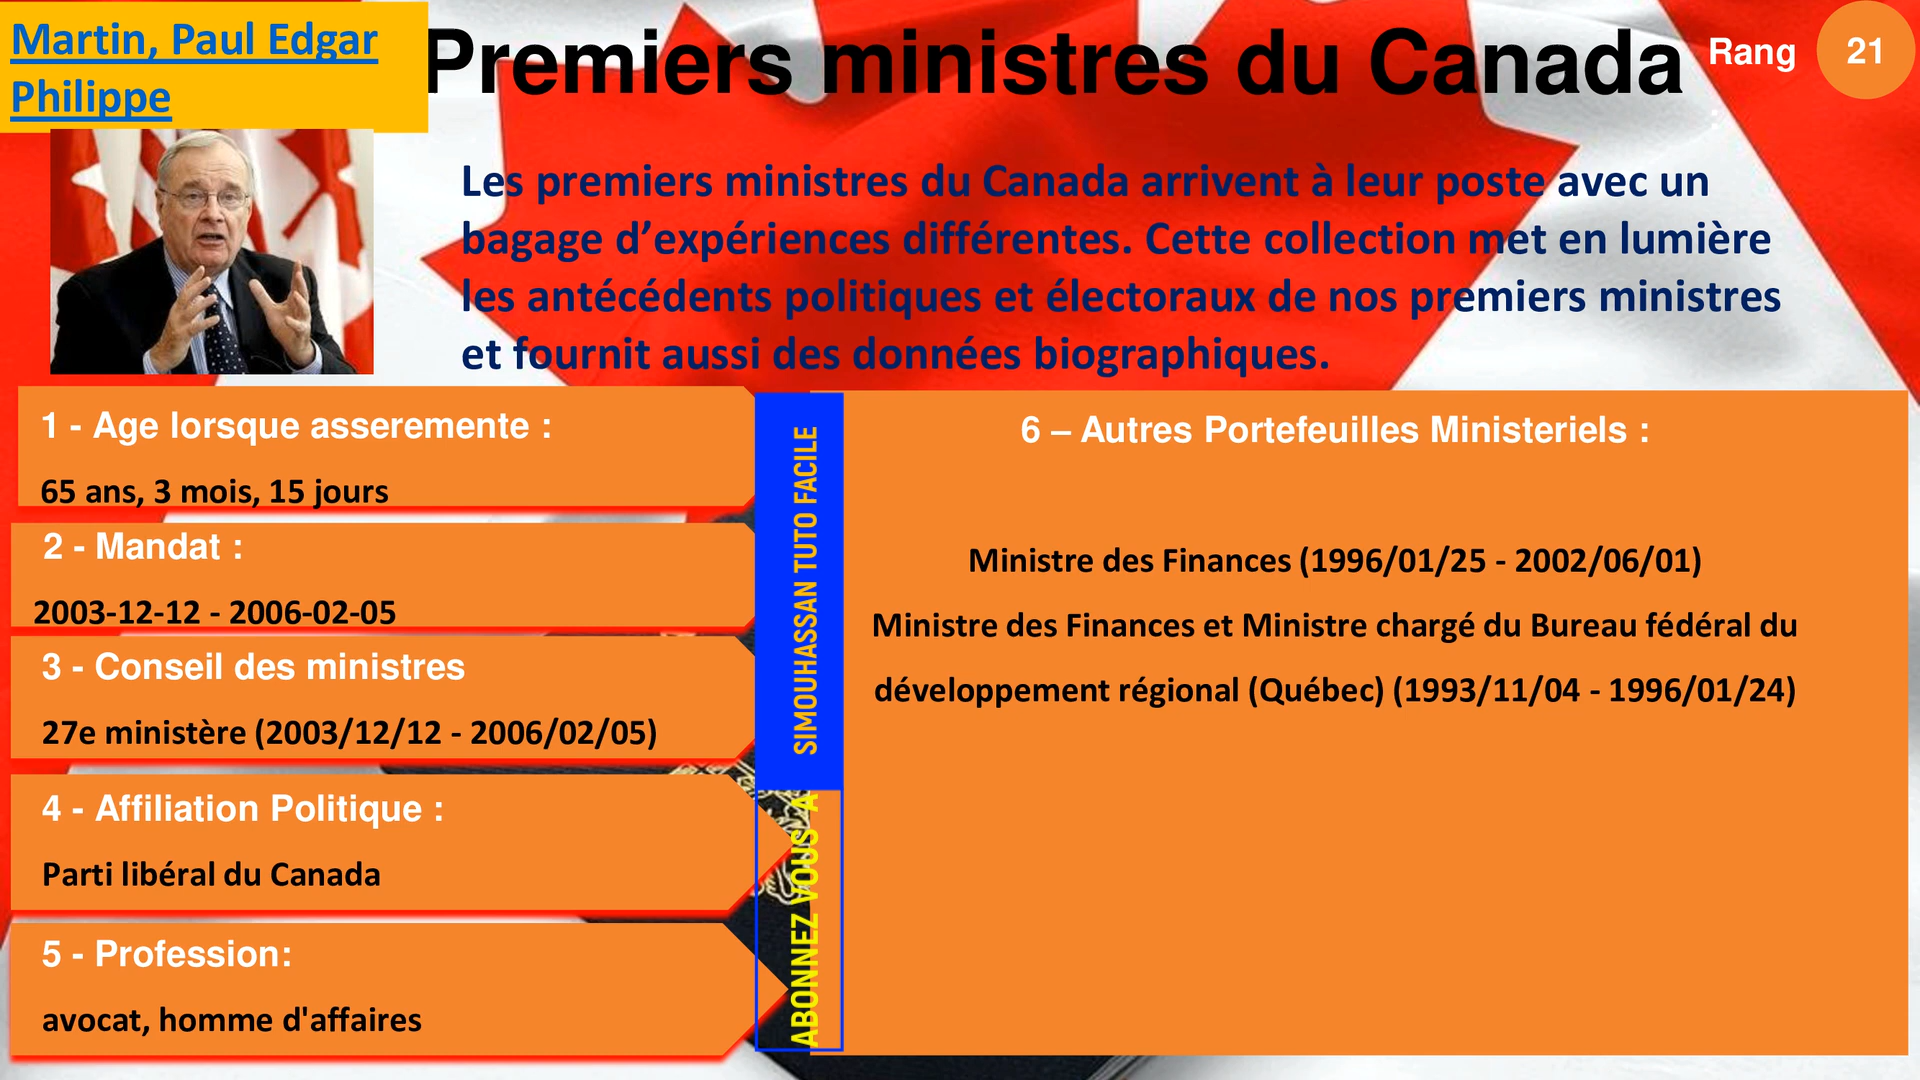 Martin, Paul Edgar
Philippe
Premiers ministres du Canada
Rang
21
Les premiers ministres du Canada arrivent à leur poste avec un
bagage d’expériences différentes. Cette collection met en lumière
les antécédents politiques et électoraux de nos premiers ministres
et fournit aussi des données biographiques.
1 - Age lorsque asseremente :
65 ans, 3 mois, 15 jours
2 - Mandat :
2003-12-12 - 2006-02-05
3 - Conseil des ministres
27e ministère (2003/12/12 - 2006/02/05)
4 - Affiliation Politique :
Parti libéral du Canada
5 - Profession:
avocat, homme d'affaires
ABONNEZ VOUS A SIMOUHASSAN TUTO FACILE
6 – Autres Portefeuilles Ministeriels :
Ministre des Finances (1996/01/25 - 2002/06/01)
Ministre des Finances et Ministre chargé du Bureau fédéral du
développement régional (Québec) (1993/11/04 - 1996/01/24)